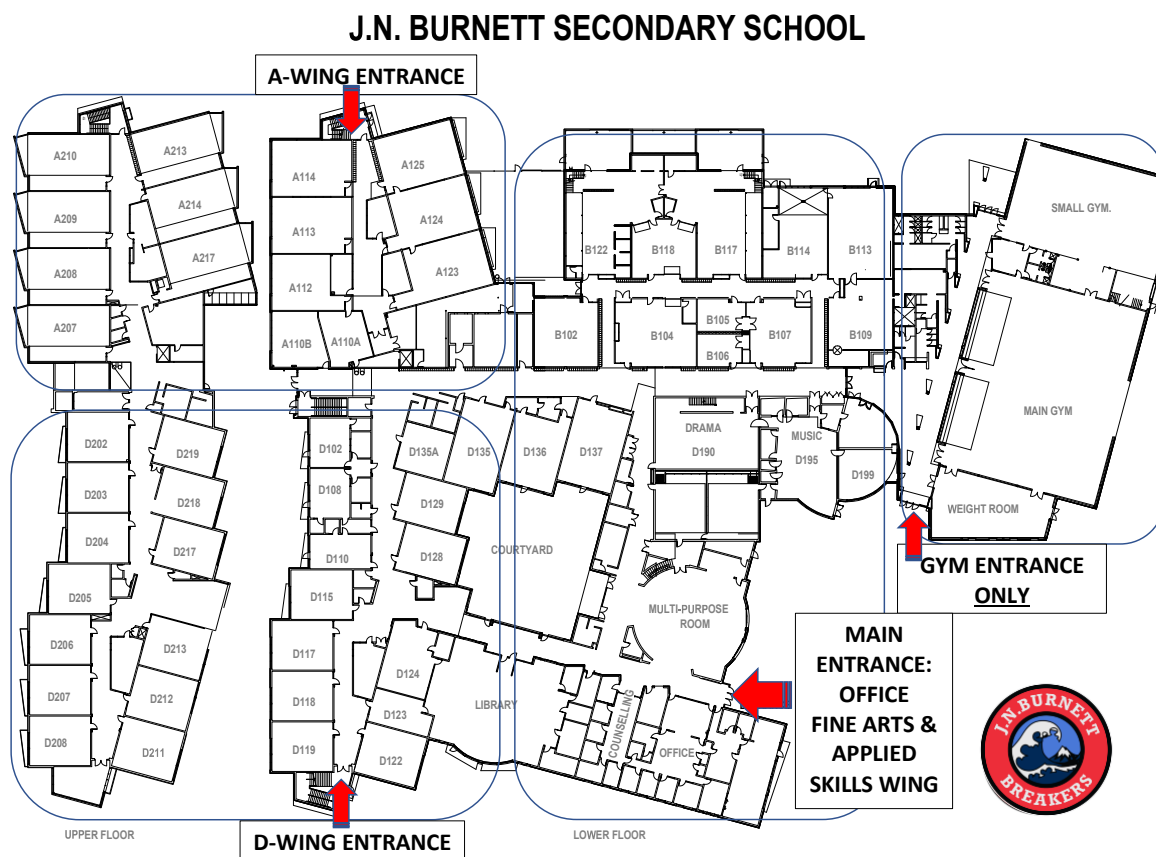 J.N. BURNETT SECONDARY SCHOOL
A-WING ENTRANCE
A210
A213
A209
A214
A208
A217
A207
A114
A125
A113
A124
A112
A123
A110B
A110A
B122
B118
B117
B114
B113
B102
B104
B105
B106
B107
B109
SMALL GYM.
MAIN GYM
WEIGHT ROOM
GYM ENTRANCE
ONLY
D202
D219
D203
D218
D204
D217
D205
D206
D213
D207
D212
D208
D211
D102
D108
D110
D115
D117
D118
D119
D135A
D135
D136
D137
D129
D128
D124
D123
D122
COURTYARD
LIBRARY
DRAMA
D190
MUSIC
D195
D199
MULTI-PURPOSE
ROOM
COUNSELLING
OFFICE
MAIN
ENTRANCE:
OFFICE
FINE ARTS &
APPLIED
SKILLS WING
J.N.BURNETT
BREAKERS
UPPER FLOOR
D-WING ENTRANCE
LOWER FLOOR